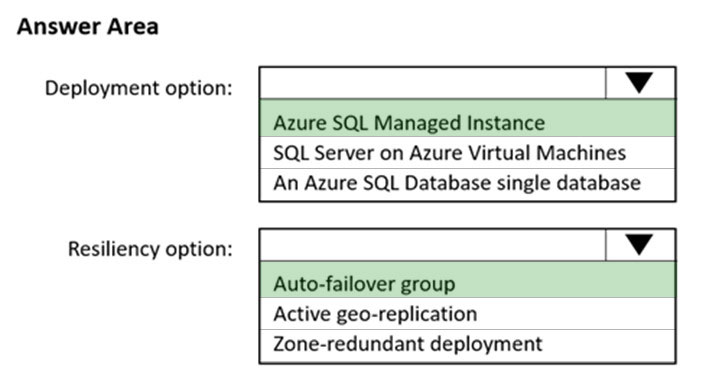 Answer Area
Deployment option:
Azure SQL Managed Instance
SQL Server on Azure Virtual Machines
An Azure SQL Database single database
Resiliency option:
Auto-failover group
Active geo-replication
Zone-redundant deployment